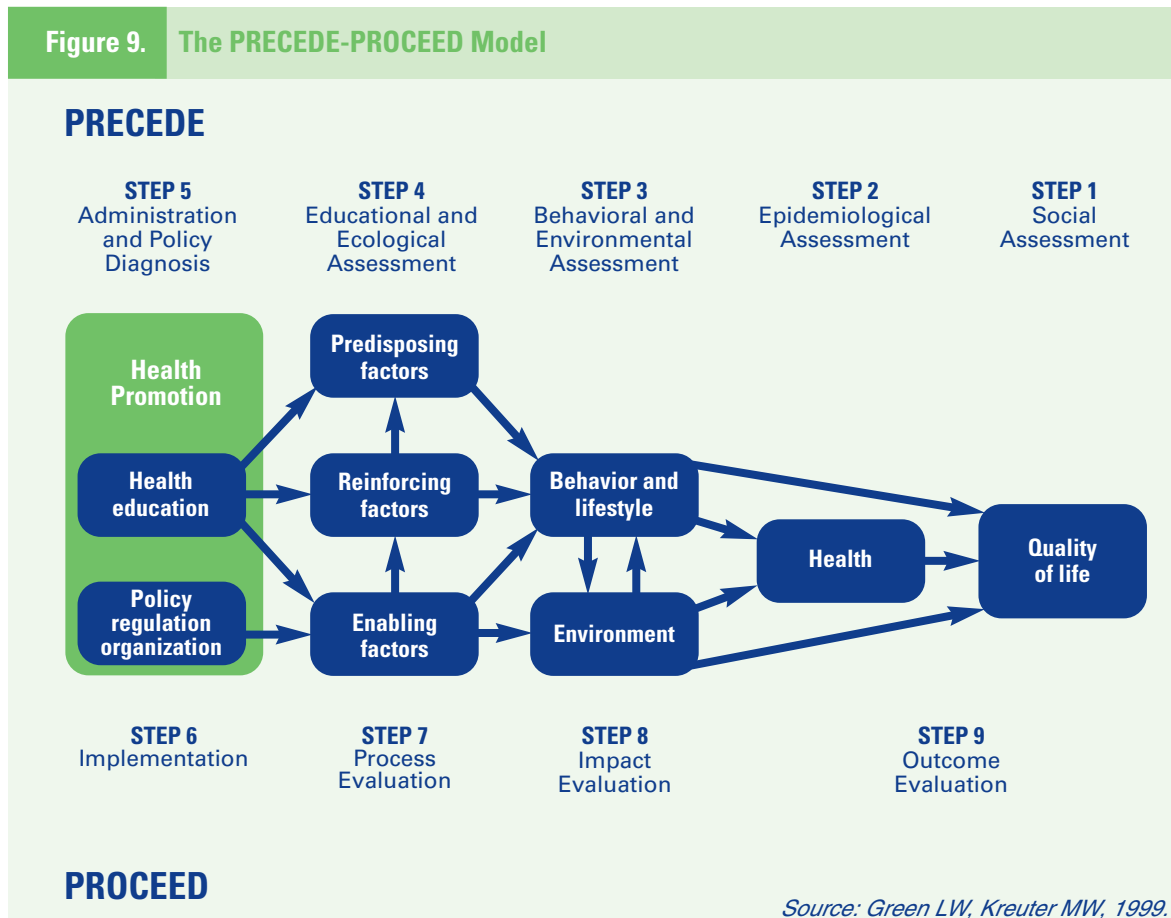 Figure 9.
The PRECEDE-PROCEED Model
PRECEDE
STEP 5
Administration
and Policy
Diagnosis
STEP 4
Educational and
Ecological
Assessment
STEP 3
Behavioral and
Environmental
Assessment
STEP 2
Epidemiological
Assessment
STEP 1
Social
Assessment
Health
Promotion
Health
education
Policy
regulation
organization
Predisposing
factors
Reinforcing
factors
Enabling
factors
Behavior and
lifestyle
Environment
Health
Quality
of life
STEP 6
Implementation
STEP 7
Process
Evaluation
STEP 8
Impact
Evaluation
STEP 9
Outcome
Evaluation
PROCEED
Source: Green LW, Kreuter MW, 1999.